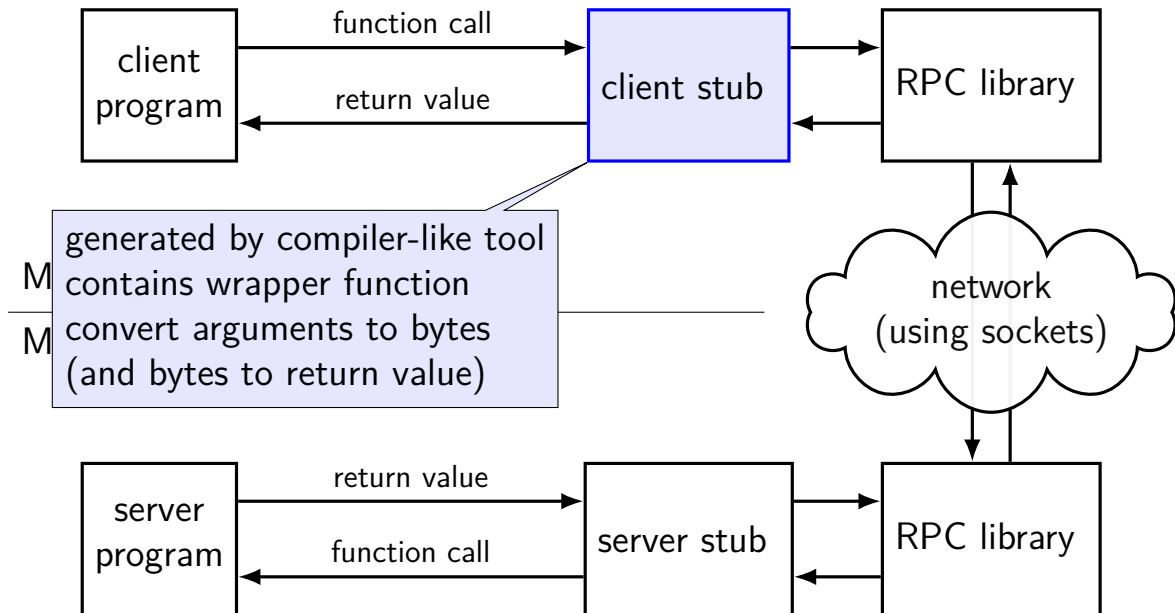 function call
client
program
client stub
RPC library
return value
generated by compiler-like tool
contains wrapper function
convert arguments to bytes
(and bytes to return value)
M
M
network
(using sockets)
return value
server
program
server stub
RPC library
function call